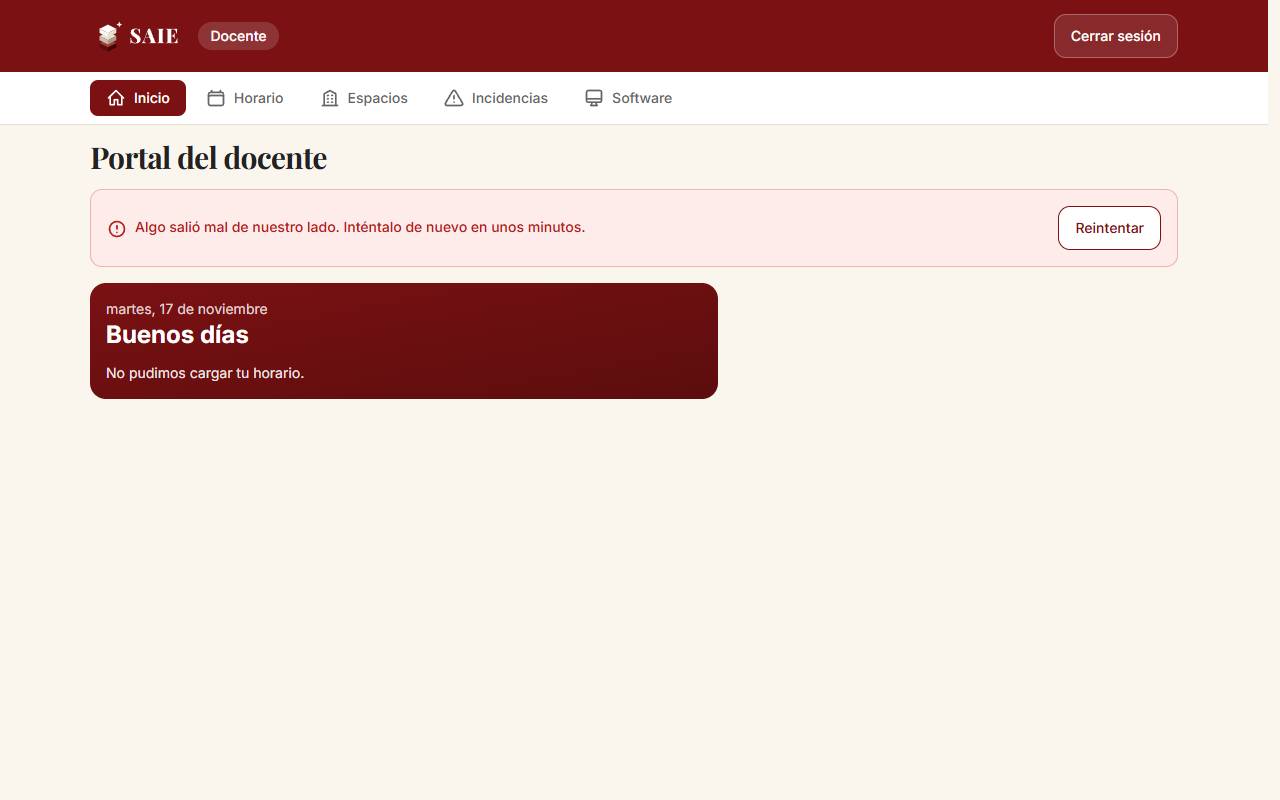 SAIE
Docente
Cerrar sesión
Inicio
Horario
Espacios
Incidencias
Software
Portal del docente
Algo salió mal de nuestro lado. Inténtalo de nuevo en unos minutos.
Reintentar
martes, 17 de noviembre
Buenos días
No pudimos cargar tu horario.